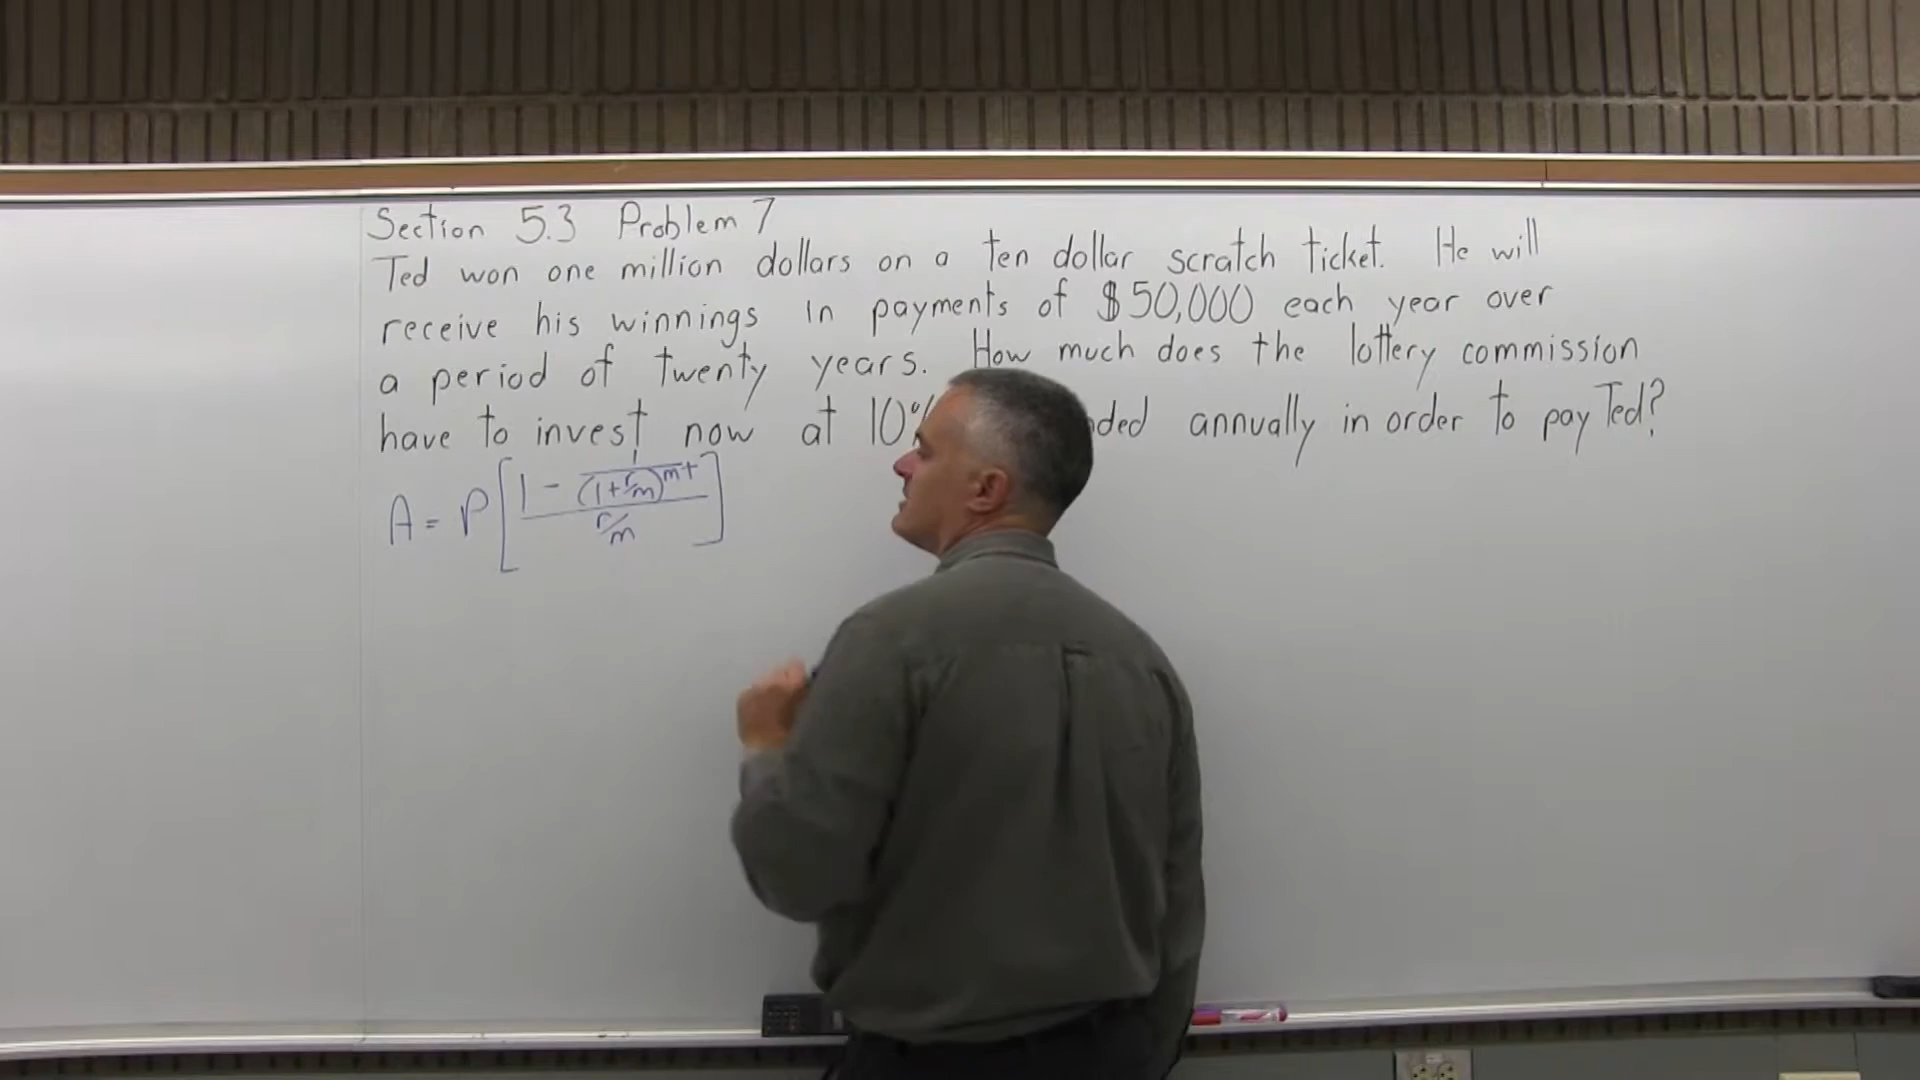 Section 5.3 Problem 7
Ted won one million dollars on a ten dollar scratch ticket. He will
receive his winnings in payments of $50,000 each year over
a period of twenty years. How much does the lottery commission
have to invest now at 10% nded annually in order to pay Ted?
A = P[(1 - 1/(1+r/m)^mt)/(r/m)]